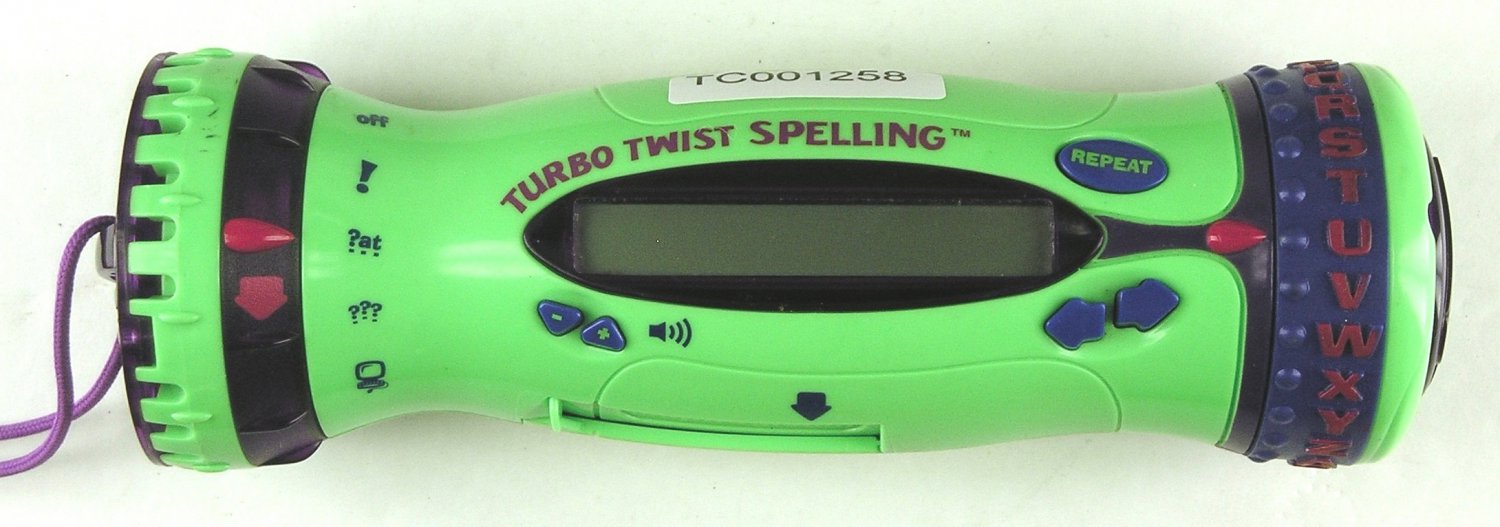 TC001258
TURBO TWIST SPELLING™
REPEAT
off
!
?at
???
- +
R S T U V W X Y Z